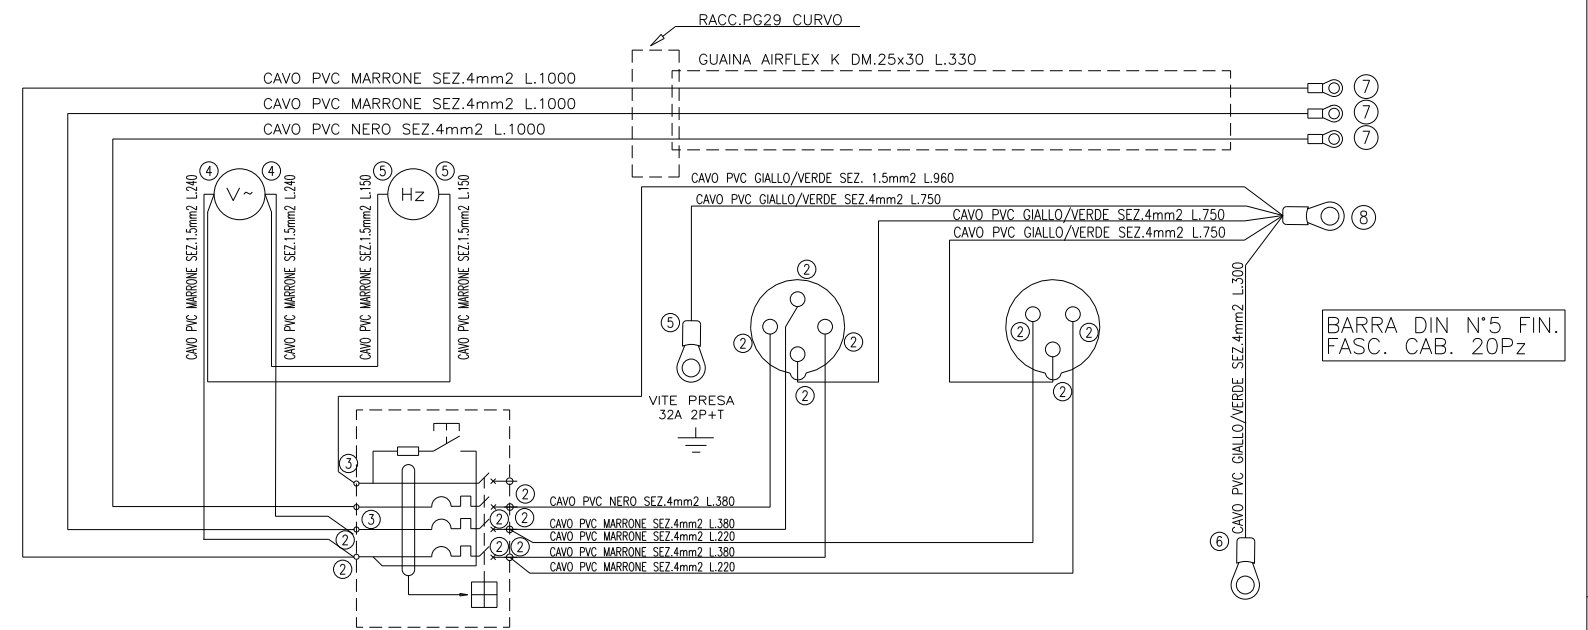 RACC.PG29 CURVO
GUAINA AIRFLEX K DM.25x30 L.330
CAVO PVC MARRONE SEZ.4mm2 L.1000
7
CAVO PVC MARRONE SEZ.4mm2 L.1000
7
CAVO PVC NERO SEZ.4mm2 L.1000
7
4
4
5
5
V~
Hz
CAVO PVC MARRONE SEZ.1.5mm2 L.240
CAVO PVC MARRONE SEZ.1.5mm2 L.240
CAVO PVC MARRONE SEZ.1.5mm2 L.150
CAVO PVC MARRONE SEZ.1.5mm2 L.150
CAVO PVC GIALLO/VERDE SEZ. 1.5mm2 L.960
CAVO PVC GIALLO/VERDE SEZ.4mm2 L.750
CAVO PVC GIALLO/VERDE SEZ.4mm2 L.750
CAVO PVC GIALLO/VERDE SEZ.4mm2 L.750
8
2
2
2
2
2
2
2
5
VITE PRESA
32A 2P+T
CAVO PVC GIALLO/VERDE SEZ.4mm2 L.300
6
BARRA DIN N°5 FIN.
FASC. CAB. 20Pz
3
3
2
2
2
2
2
2
2
CAVO PVC NERO SEZ.4mm2 L.380
CAVO PVC MARRONE SEZ.4mm2 L.380
CAVO PVC MARRONE SEZ.4mm2 L.220
CAVO PVC MARRONE SEZ.4mm2 L.380
CAVO PVC MARRONE SEZ.4mm2 L.220